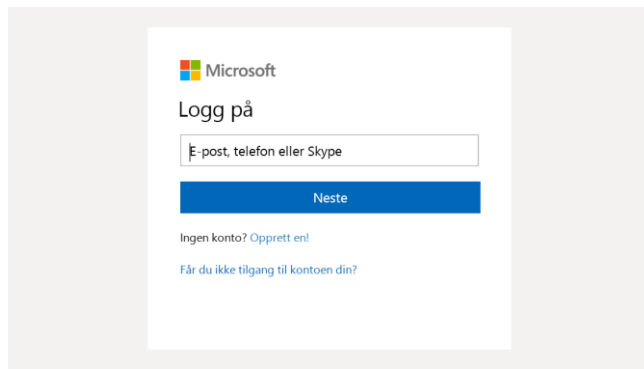 Microsoft
Logg på
E-post, telefon eller Skype
Neste
Ingen konto? Opprett en!
Får du ikke tilgang til kontoen din?